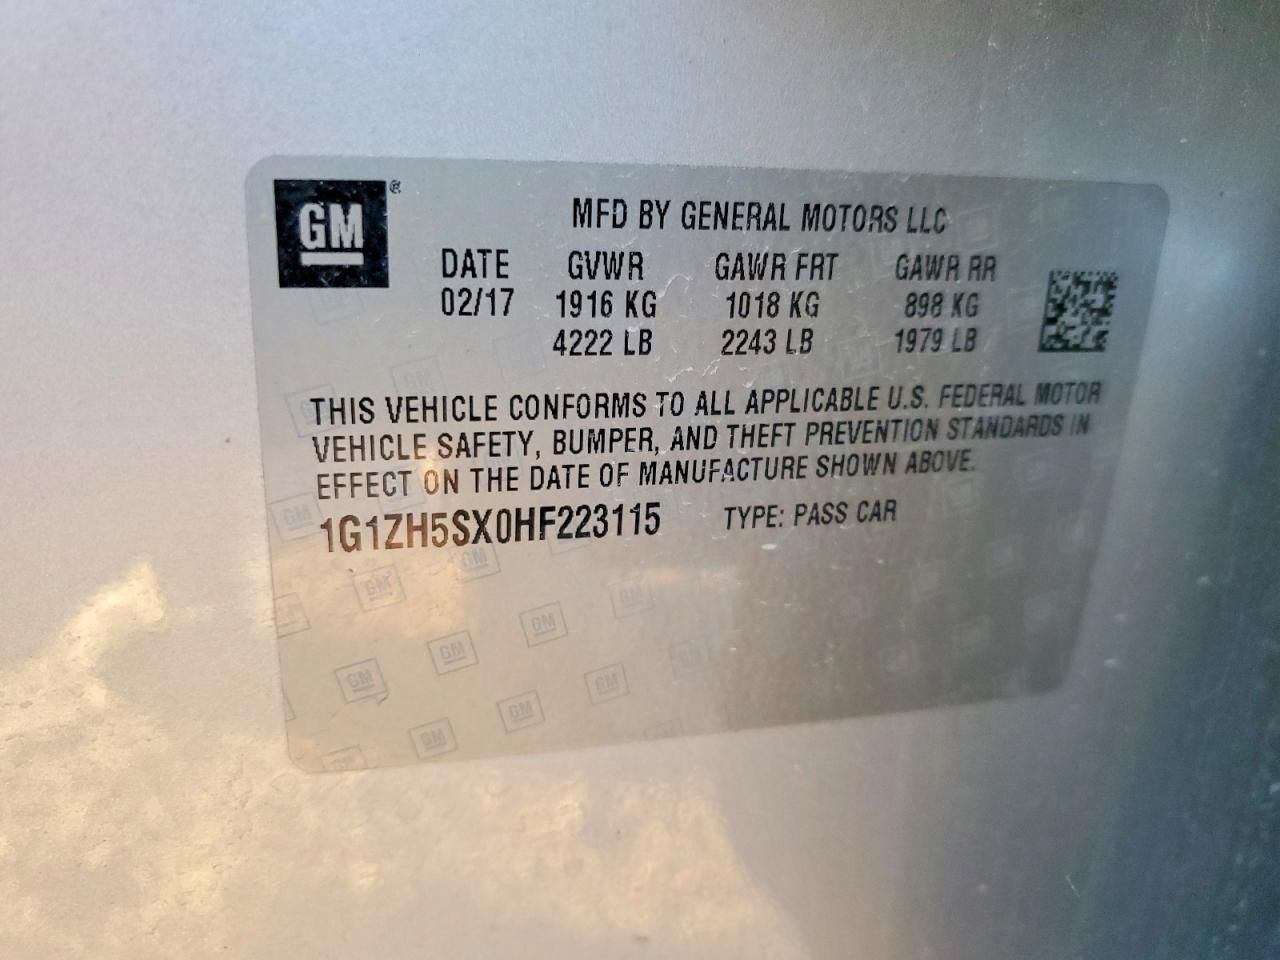 GM®
MFD BY GENERAL MOTORS LLC
DATE GVWR GAWR FRT GAWR RR
02/17 1916 KG 1018 KG 898 KG
4222 LB 2243 LB 1979 LB
THIS VEHICLE CONFORMS TO ALL APPLICABLE U.S. FEDERAL MOTOR
VEHICLE SAFETY, BUMPER, AND THEFT PREVENTION STANDARDS IN
EFFECT ON THE DATE OF MANUFACTURE SHOWN ABOVE.
1G1ZH5SX0HF223115 TYPE: PASS CAR